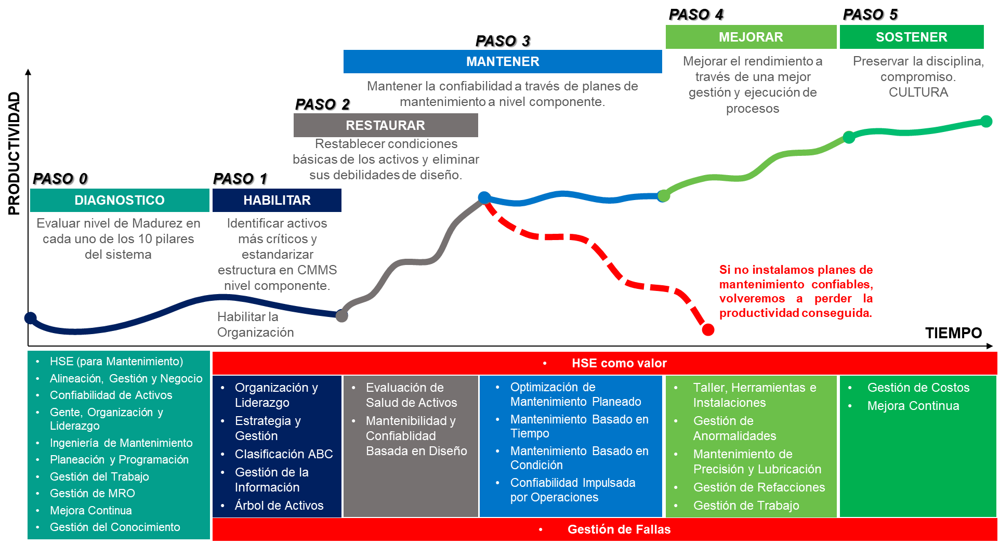 PASO 0
DIAGNOSTICO
Evaluar nivel de Madurez en
cada uno de los 10 pilares
del sistema
PASO 1
HABILITAR
Identificar activos
más críticos y
estandarizar
estructura en CMMS
nivel componente.
Habilitar la
Organización
PASO 2
RESTAURAR
Restablecer condiciones
básicas de los activos y eliminar
sus debilidades de diseño.
PASO 3
MANTENER
Mantener la confiabilidad a través de planes de
mantenimiento a nivel componente.
PASO 4
MEJORAR
Mejorar el rendimiento a
través de una mejor
gestión y ejecución de
procesos
PASO 5
SOSTENER
Preservar la disciplina,
compromiso.
CULTURA
PRODUCTIVIDAD
Si no instalamos planes de
mantenimiento confiables,
volveremos a perder la
productividad conseguida.
TIEMPO
• HSE (para Mantenimiento)
• Alineación, Gestión y Negocio
• Confiabilidad de Activos
• Gente, Organización y
Liderazgo
• Ingeniería de Mantenimiento
• Planeación y Programación
• Gestión del Trabajo
• Gestión de MRO
• Mejora Continua
• Gestión del Conocimiento
• HSE como valor
• Organización y
Liderazgo
• Estrategia y
Gestión
• Clasificación ABC
• Gestión de la
Información
• Árbol de Activos
• Evaluación de
Salud de Activos
• Mantenibilidad y
Confiablidad
Basada en Diseño
• Optimización de
Mantenimiento Planeado
• Mantenimiento Basado en
Tiempo
• Mantenimiento Basado en
Condición
• Confiabilidad Impulsada
por Operaciones
• Taller, Herramientas e
Instalaciones
• Gestión de
Anormalidades
• Mantenimiento de
Precisión y Lubricación
• Gestión de Refacciones
• Gestión de Trabajo
• Gestión de Costos
• Mejora Continua
• Gestión de Fallas